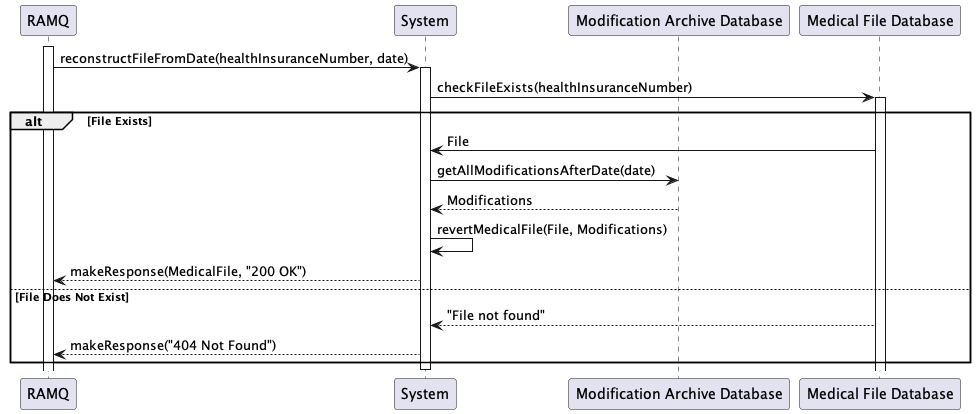 RAMQ System Modification Archive Database Medical File Database
reconstructFileFromDate(healthInsuranceNumber, date)
checkFileExists(healthInsuranceNumber)
alt [File Exists]
File
getAllModificationsAfterDate(date)
Modifications
revertMedicalFile(File, Modifications)
makeResponse(MedicalFile, "200 OK")
[File Does Not Exist]
"File not found"
makeResponse("404 Not Found")
RAMQ System Modification Archive Database Medical File Database